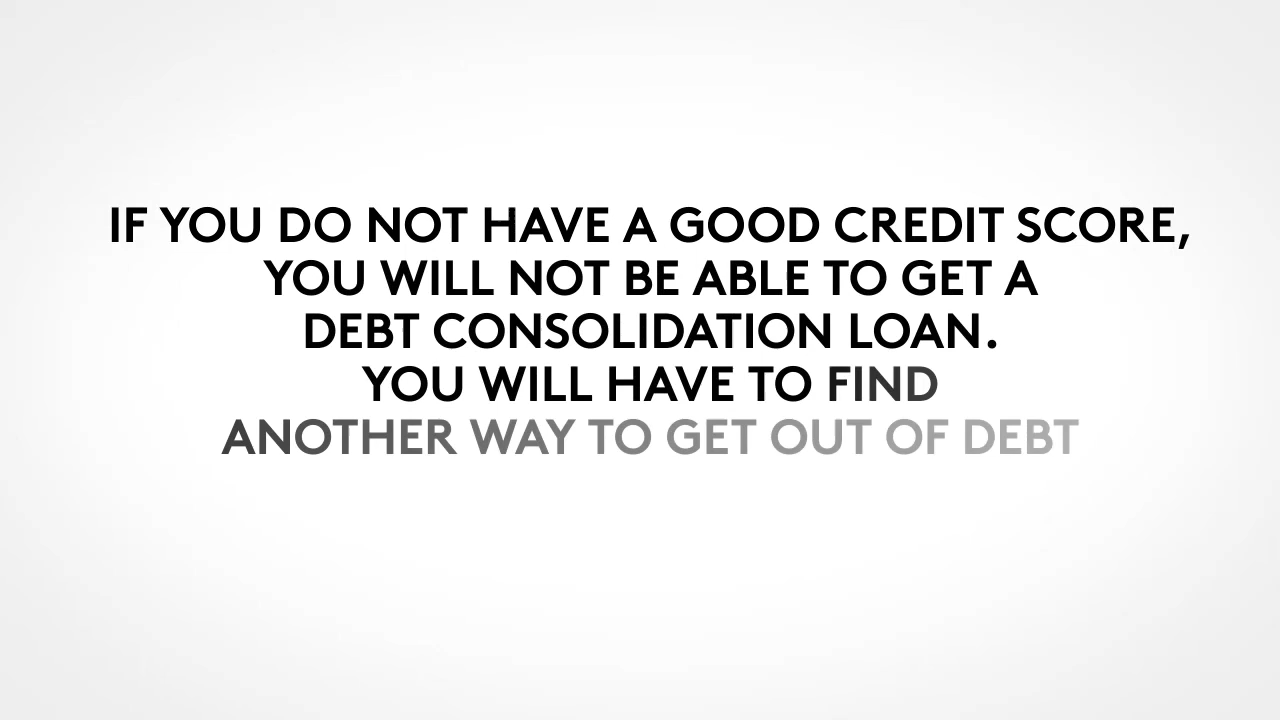 IF YOU DO NOT HAVE A GOOD CREDIT SCORE,
YOU WILL NOT BE ABLE TO GET A
DEBT CONSOLIDATION LOAN.
YOU WILL HAVE TO FIND
ANOTHER WAY TO GET OUT OF DEBT